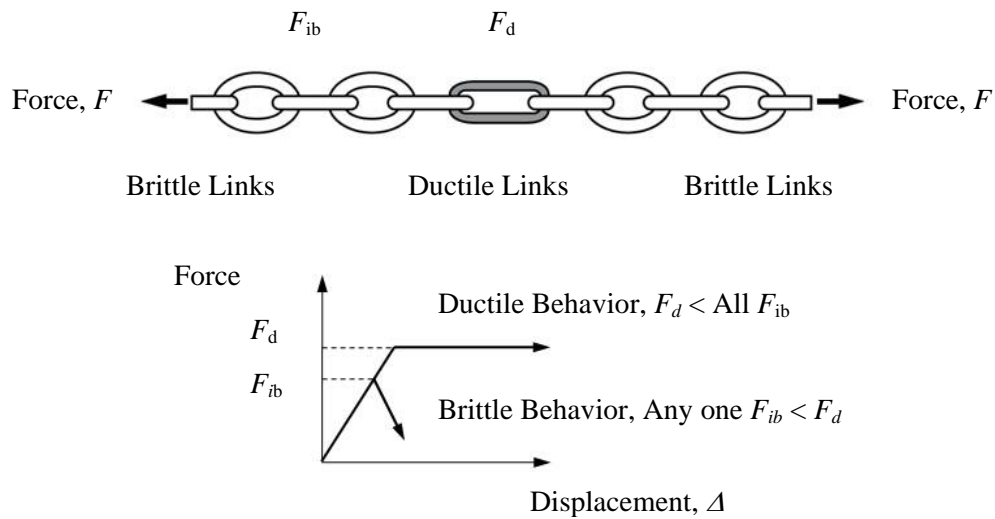 F_ib F_d
Force, F Force, F
Brittle Links Ductile Links Brittle Links
Force
Ductile Behavior, F_d < All F_ib
F_d
F_ib
Brittle Behavior, Any one F_ib < F_d
Displacement, Δ